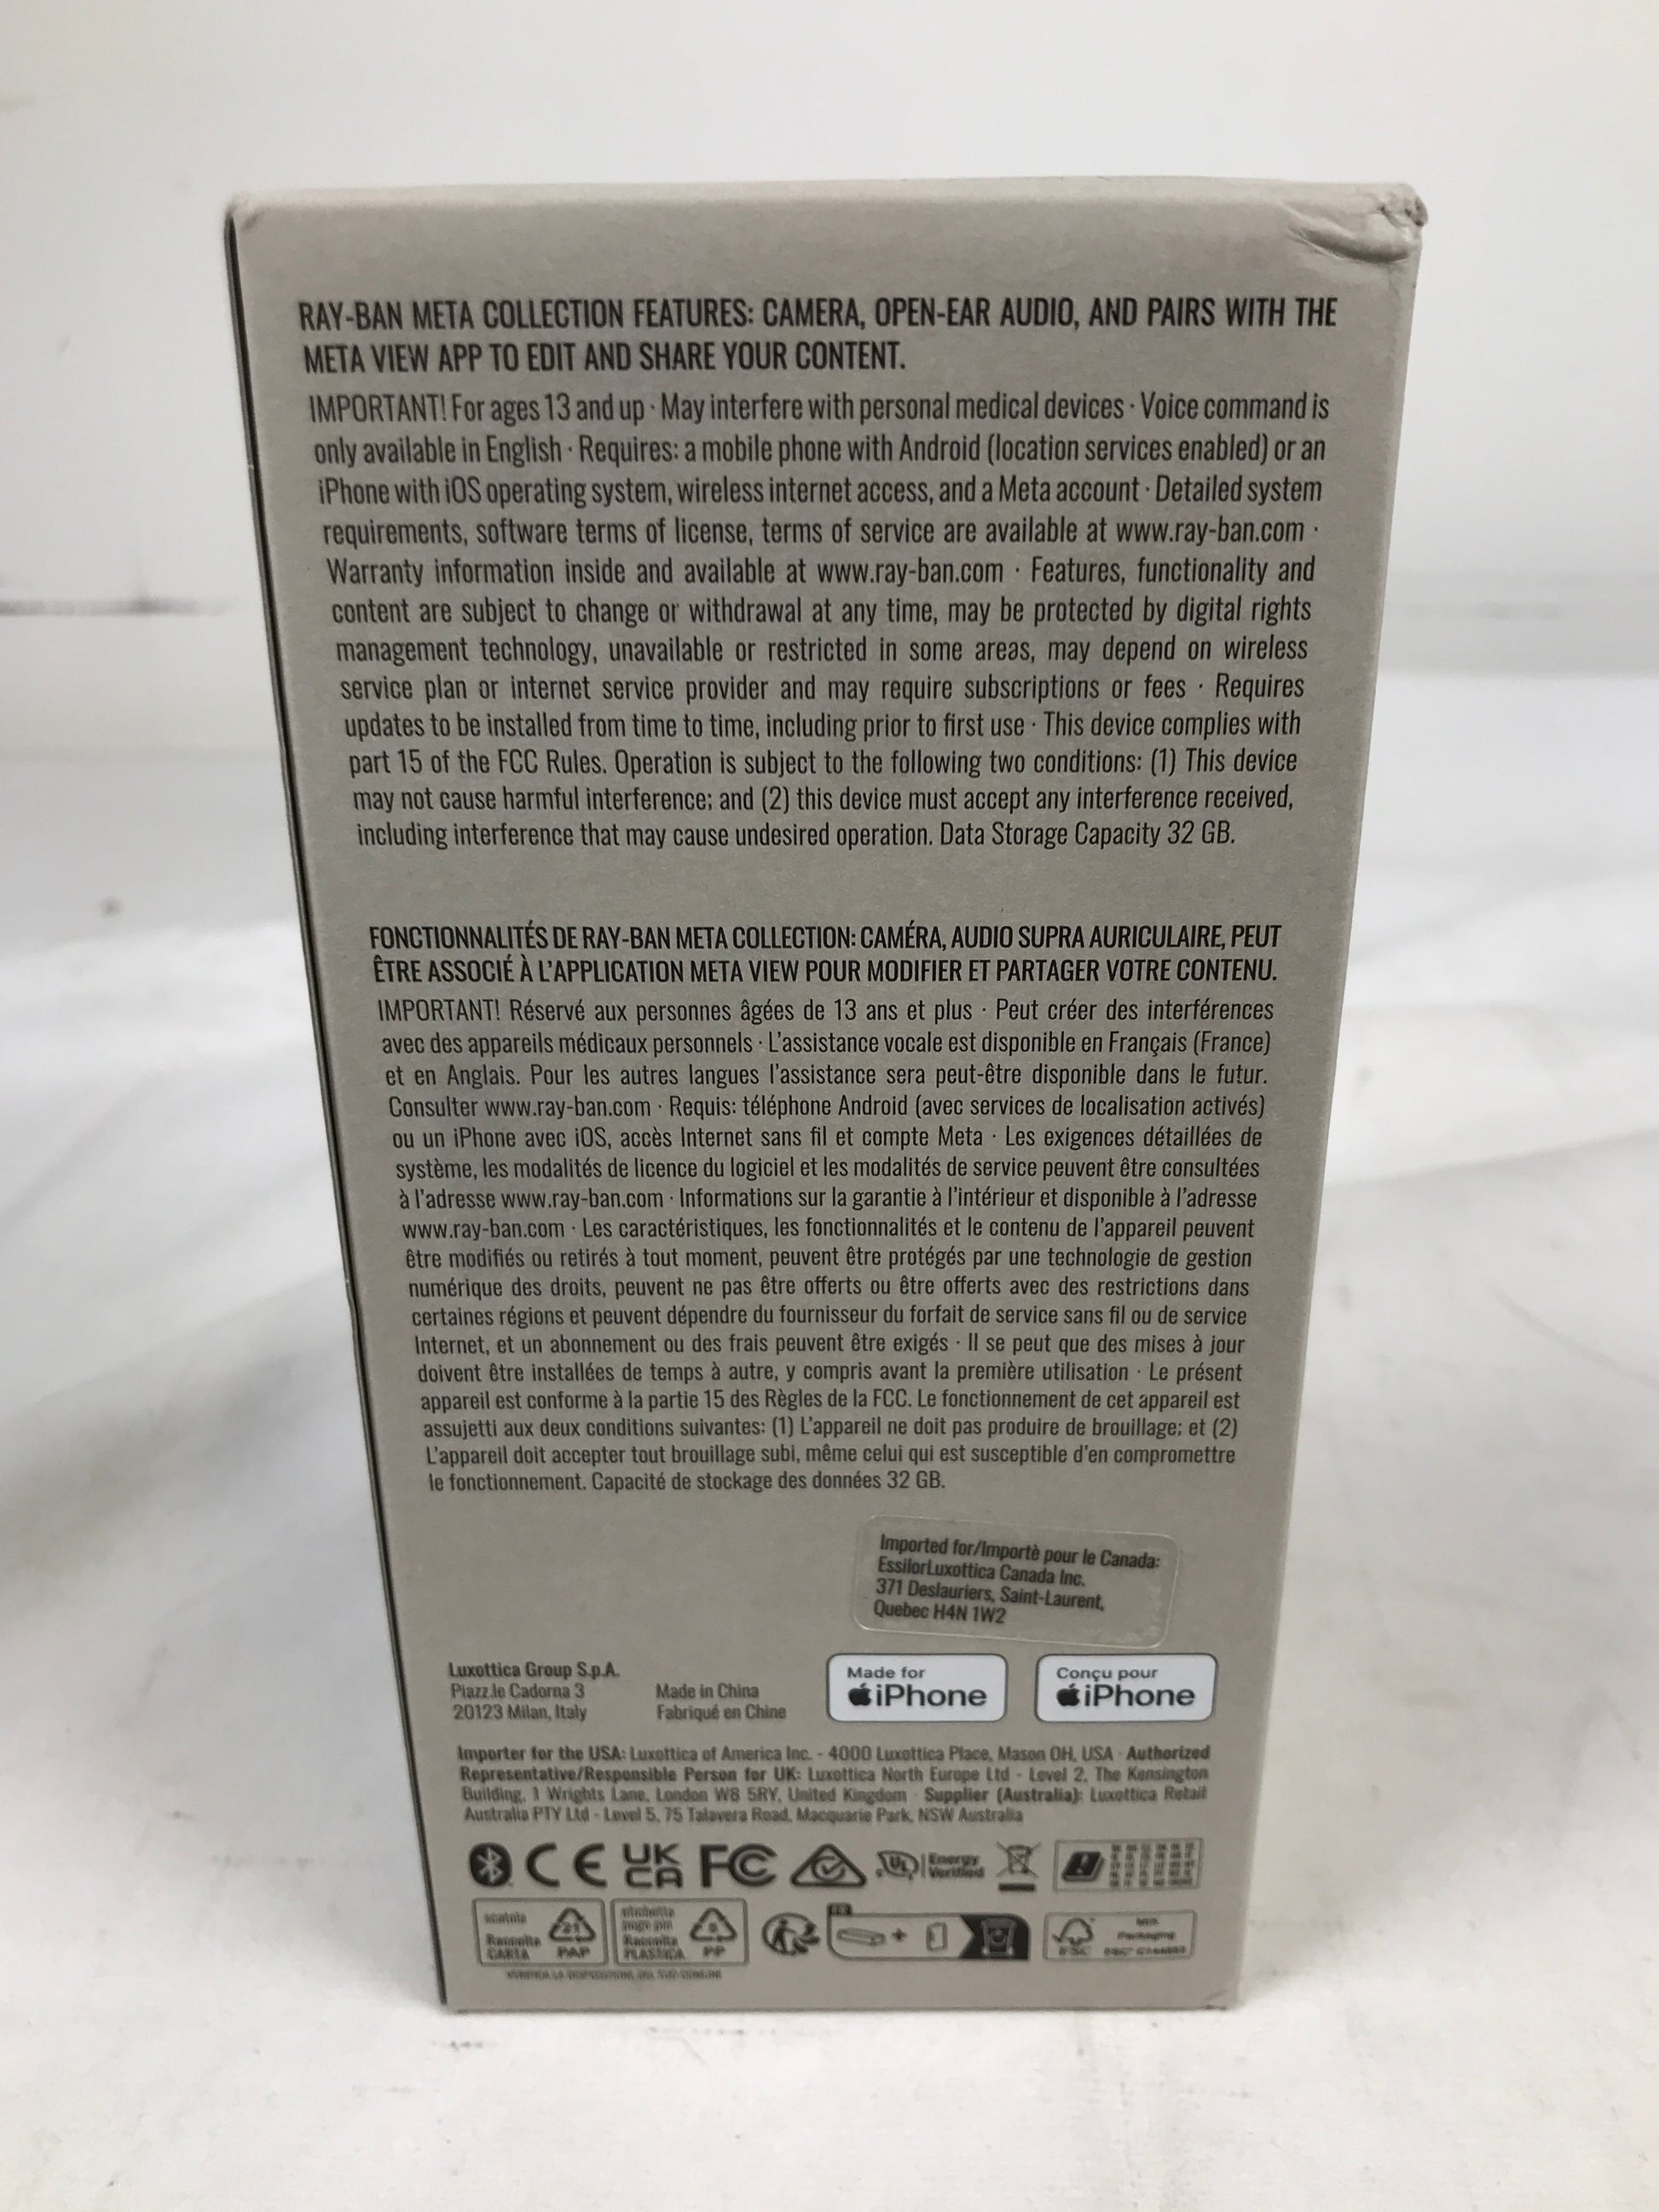 RAY-BAN META COLLECTION FEATURES: CAMERA, OPEN-EAR AUDIO, AND PAIRS WITH THE
META VIEW APP TO EDIT AND SHARE YOUR CONTENT.
IMPORTANT! For ages 13 and up · May interfere with personal medical devices · Voice command is
only available in English · Requires: a mobile phone with Android (location services enabled) or an
iPhone with iOS operating system, wireless internet access, and a Meta account · Detailed system
requirements, software terms of license, terms of service are available at www.ray-ban.com ·
Warranty information inside and available at www.ray-ban.com · Features, functionality and
content are subject to change or withdrawal at any time, may be protected by digital rights
management technology, unavailable or restricted in some areas, may depend on wireless
service plan or internet service provider and may require subscriptions or fees · Requires
updates to be installed from time to time, including prior to first use · This device complies with
part 15 of the FCC Rules. Operation is subject to the following two conditions: (1) This device
may not cause harmful interference; and (2) this device must accept any interference received,
including interference that may cause undesired operation. Data Storage Capacity 32 GB.
FONCTIONNALITÉS DE RAY-BAN META COLLECTION: CAMÉRA, AUDIO SUPRA AURICULAIRE, PEUT
ÊTRE ASSOCIÉ À L'APPLICATION META VIEW POUR MODIFIER ET PARTAGER VOTRE CONTENU.
IMPORTANT! Réservé aux personnes âgées de 13 ans et plus · Peut créer des interférences
avec des appareils médicaux personnels · L'assistance vocale est disponible en Français (France)
et en Anglais. Pour les autres langues l'assistance sera peut-être disponible dans le futur.
Consulter www.ray-ban.com · Requis: téléphone Android (avec services de localisation activés)
ou un iPhone avec iOS, accès Internet sans fil et compte Meta · Les exigences détaillées de
système, les modalités de licence du logiciel et les modalités de service peuvent être consultées
à l'adresse www.ray-ban.com · Informations sur la garantie à l'intérieur et disponible à l'adresse
www.ray-ban.com · Les caractéristiques, les fonctionnalités et le contenu de l'appareil peuvent
être modifiés ou retirés à tout moment, peuvent être protégés par une technologie de gestion
numérique des droits, peuvent ne pas être offerts ou être offerts avec des restrictions dans
certaines régions et peuvent dépendre du fournisseur du forfait de service sans fil ou de service
Internet, et un abonnement ou des frais peuvent être exigés · Il se peut que des mises à jour
doivent être installées de temps à autre, y compris avant la première utilisation · Le présent
appareil est conforme à la partie 15 des Règles de la FCC. Le fonctionnement de cet appareil est
assujetti aux deux conditions suivantes: (1) L'appareil ne doit pas produire de brouillage; et (2)
L'appareil doit accepter tout brouillage subi, même celui qui est susceptible d'en compromettre
le fonctionnement. Capacité de stockage des données 32 GB.
Imported for/Importè pour le Canada:
EssilorLuxottica Canada Inc.
371 Deslauriers, Saint-Laurent,
Quebec H4N 1W2
Luxottica Group S.p.A.
Piazz.le Cadorna 3
20123 Milan, Italy
Made in China
Fabriqué en Chine
Made for
iPhone
Conçu pour
iPhone
Importer for the USA: Luxottica of America Inc. - 4000 Luxottica Place, Mason OH, USA · Authorized
Representative/Responsible Person for UK: Luxottica North Europe Ltd - Level 2, The Kensington
Building, 1 Wrights Lane, London W8 5RY, United Kingdom · Supplier (Australia): Luxottica Retail
Australia PTY Ltd - Level 5, 75 Talavera Road, Macquarie Park, NSW Australia
CE UK CA FC UL Energy Verified
scatola
21
Raccolta
CARTA PAP
5
Raccolta
PLASTICA PP
FSC
MIX
Packaging